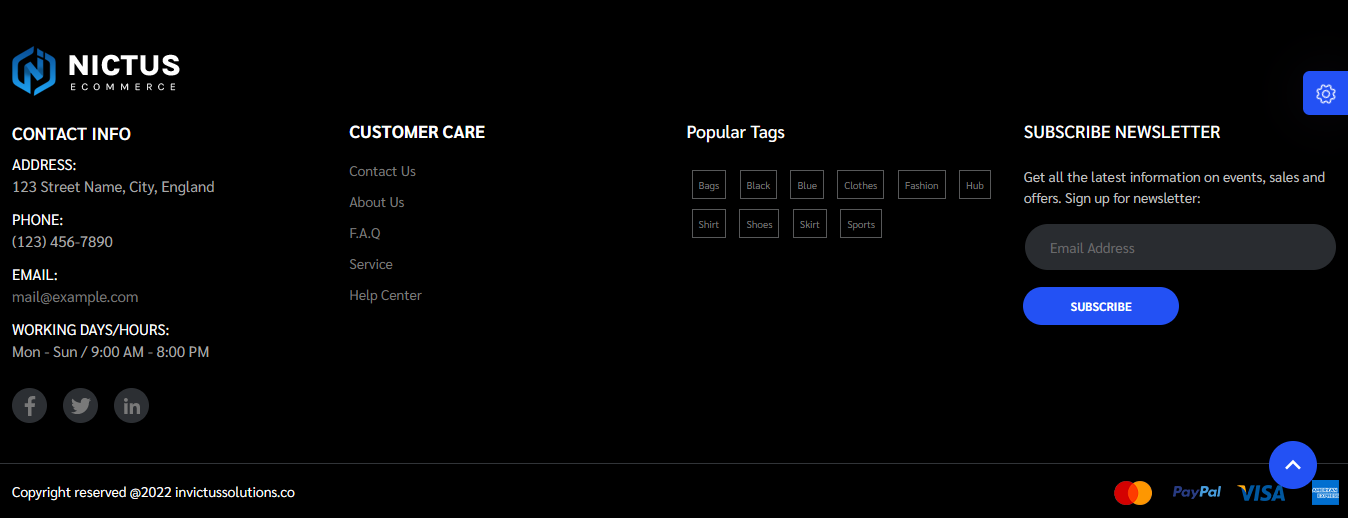 NICTUS
ECOMMERCE
CONTACT INFO
ADDRESS:
123 Street Name, City, England
PHONE:
(123) 456-7890
EMAIL:
mail@example.com
WORKING DAYS/HOURS:
Mon - Sun / 9:00 AM - 8:00 PM
CUSTOMER CARE
Contact Us
About Us
F.A.Q
Service
Help Center
Popular Tags
Bags Black Blue Clothes Fashion Hub
Shirt Shoes Skirt Sports
SUBSCRIBE NEWSLETTER
Get all the latest information on events, sales and
offers. Sign up for newsletter:
Email Address
SUBSCRIBE
Copyright reserved @2022 invictussolutions.co
PayPal VISA AMERICAN
EXPRESS